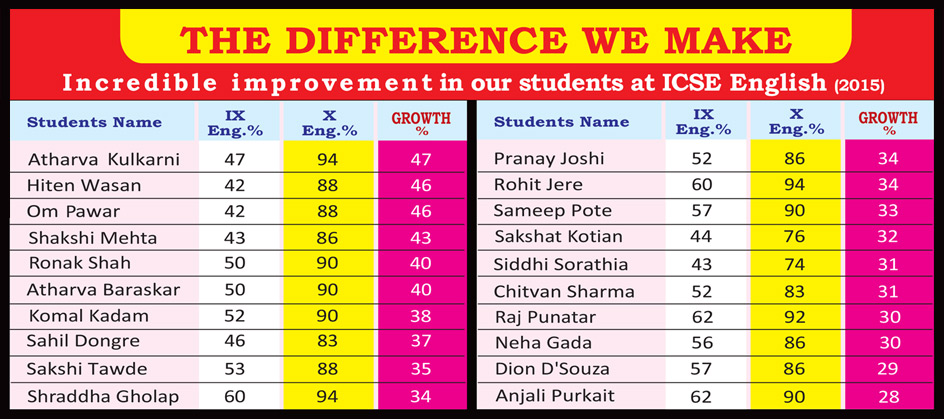 THE DIFFERENCE WE MAKE
Incredible improvement in our students at ICSE English (2015)
Students Name IX Eng.% X Eng.% GROWTH %
Atharva Kulkarni 47 94 47
Hiten Wasan 42 88 46
Om Pawar 42 88 46
Shakshi Mehta 43 86 43
Ronak Shah 50 90 40
Atharva Baraskar 50 90 40
Komal Kadam 52 90 38
Sahil Dongre 46 83 37
Sakshi Tawde 53 88 35
Shraddha Gholap 60 94 34
Students Name IX Eng.% X Eng.% GROWTH %
Pranay Joshi 52 86 34
Rohit Jere 60 94 34
Sameep Pote 57 90 33
Sakshat Kotian 44 76 32
Siddhi Sorathia 43 74 31
Chitvan Sharma 52 83 31
Raj Punatar 62 92 30
Neha Gada 56 86 30
Dion D'Souza 57 86 29
Anjali Purkait 62 90 28